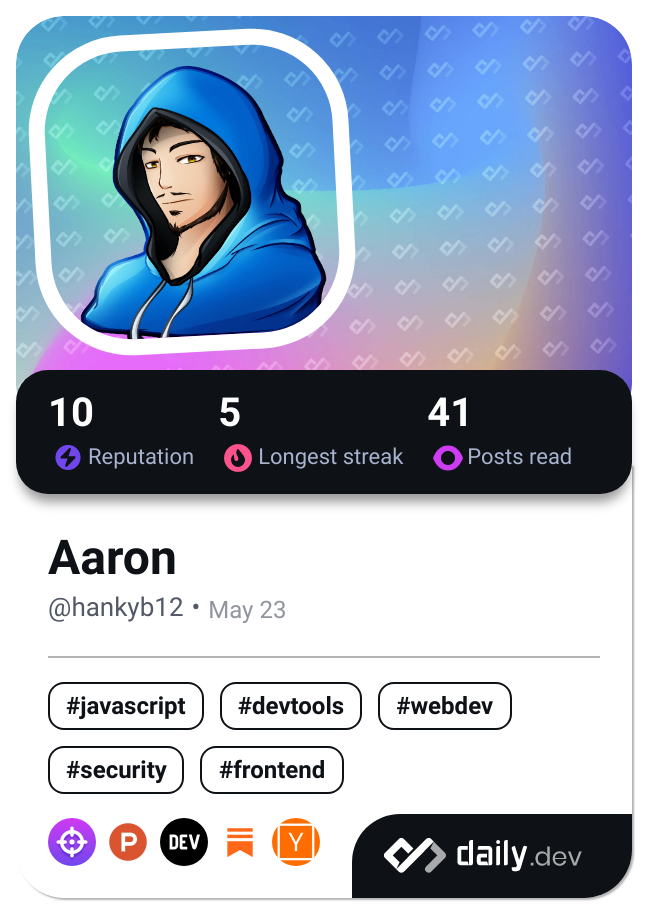 10 5 41
Reputation Longest streak Posts read
Aaron
@hankyb12 • May 23
#javascript #devtools #webdev
#security #frontend
P DEV Y daily.dev